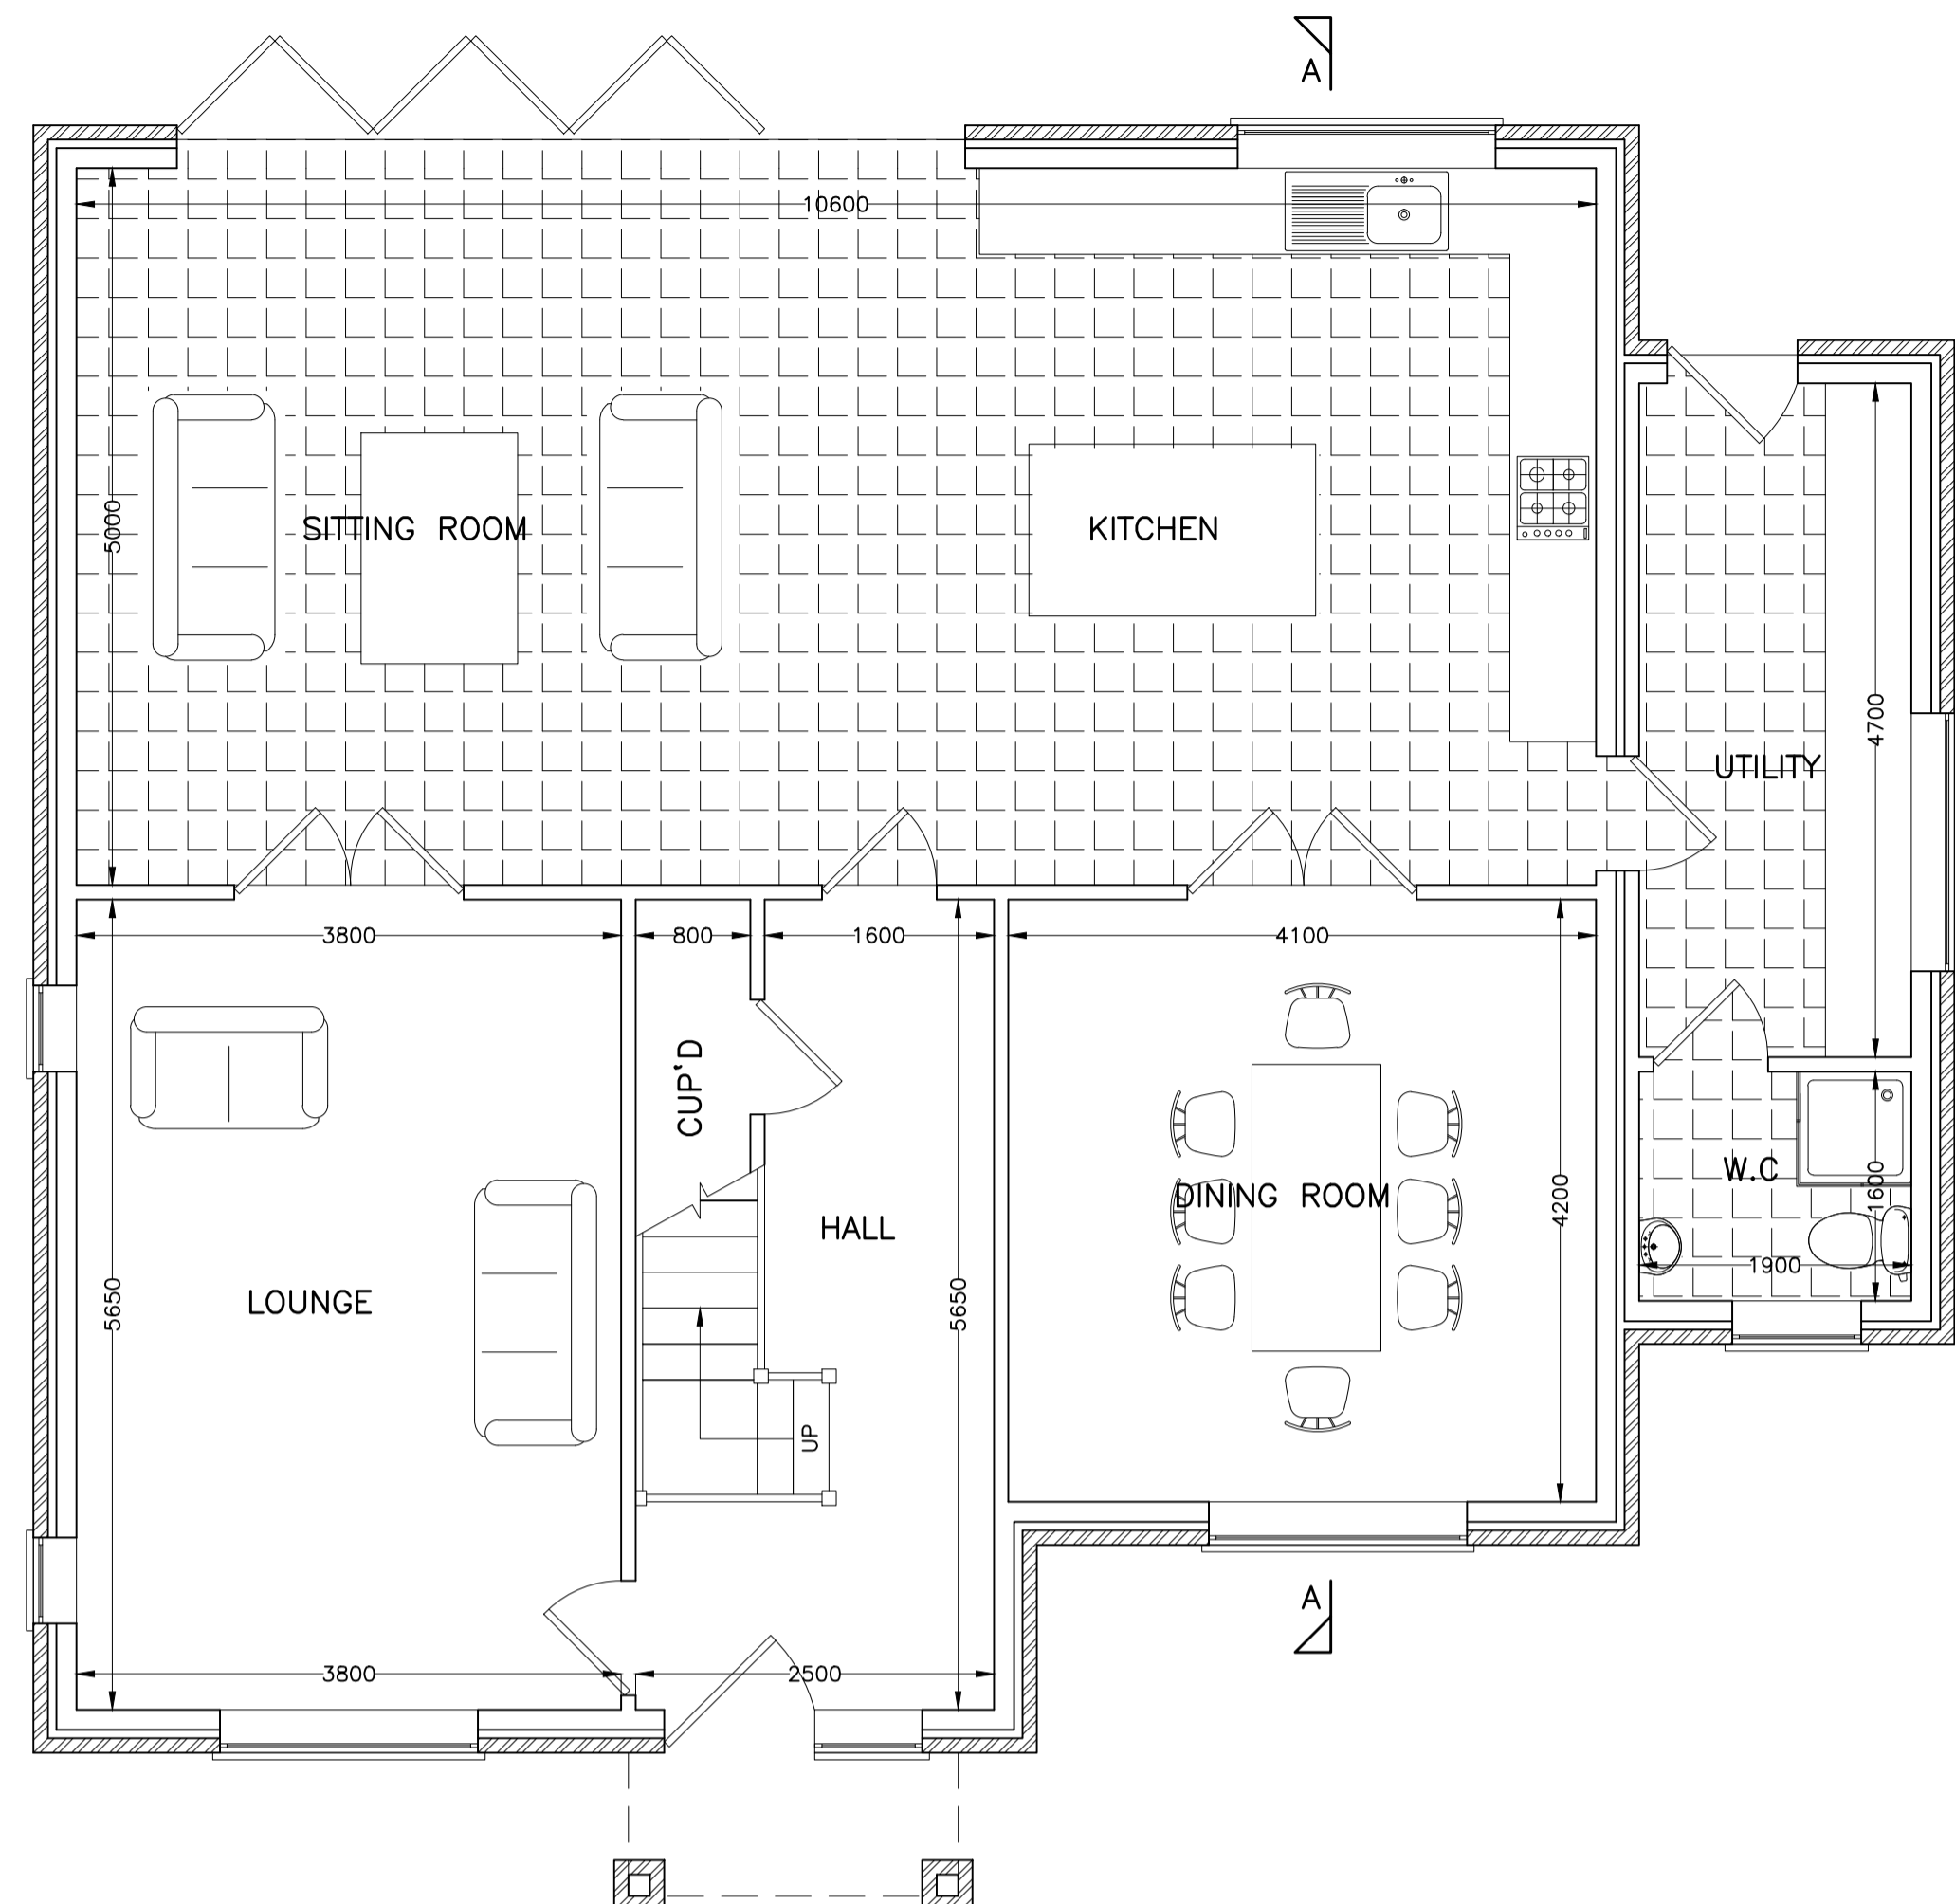 A
10600
5000
SITTING ROOM
KITCHEN
4700
UTILITY
3800
800
1600
4100
CUP'D
W.C
1600
DINING ROOM
4200
HALL
1900
LOUNGE
5650
5650
UP
A
3800
2500